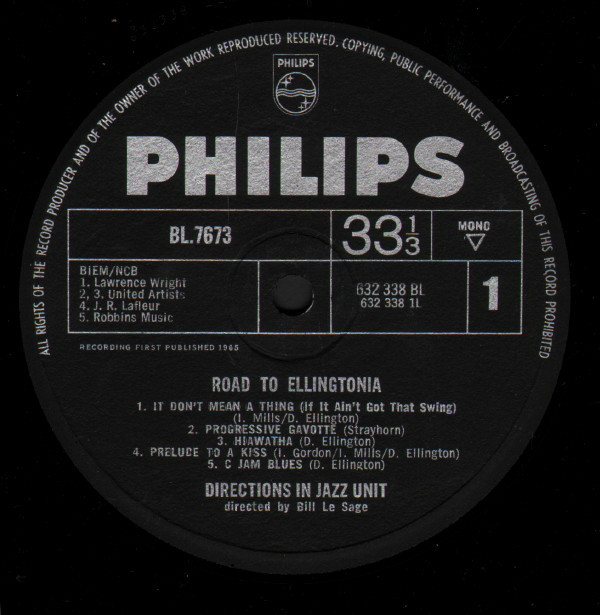 ALL RIGHTS OF THE RECORD PRODUCER AND OF THE OWNER OF THE WORK REPRODUCED RESERVED. COPYING, PUBLIC PERFORMANCE AND BROADCASTING OF THIS RECORD PROHIBITED
PHILIPS
PHILIPS
BL.7673
33 1/3
MONO
BIEM/NCB
1. Lawrence Wright
2, 3. United Artists
4. J. R. Lafleur
5. Robbins Music
632 338 BL
632 338 1L
1
RECORDING FIRST PUBLISHED 1965
ROAD TO ELLINGTONIA
1. IT DON'T MEAN A THING (If It Ain't Got That Swing)
(I. Mills/D. Ellington)
2. PROGRESSIVE GAVOTTE (Strayhorn)
3. HIAWATHA (D. Ellington)
4. PRELUDE TO A KISS (I. Gordon/I. Mills/D. Ellington)
5. C JAM BLUES (D. Ellington)
DIRECTIONS IN JAZZ UNIT
directed by Bill Le Sage